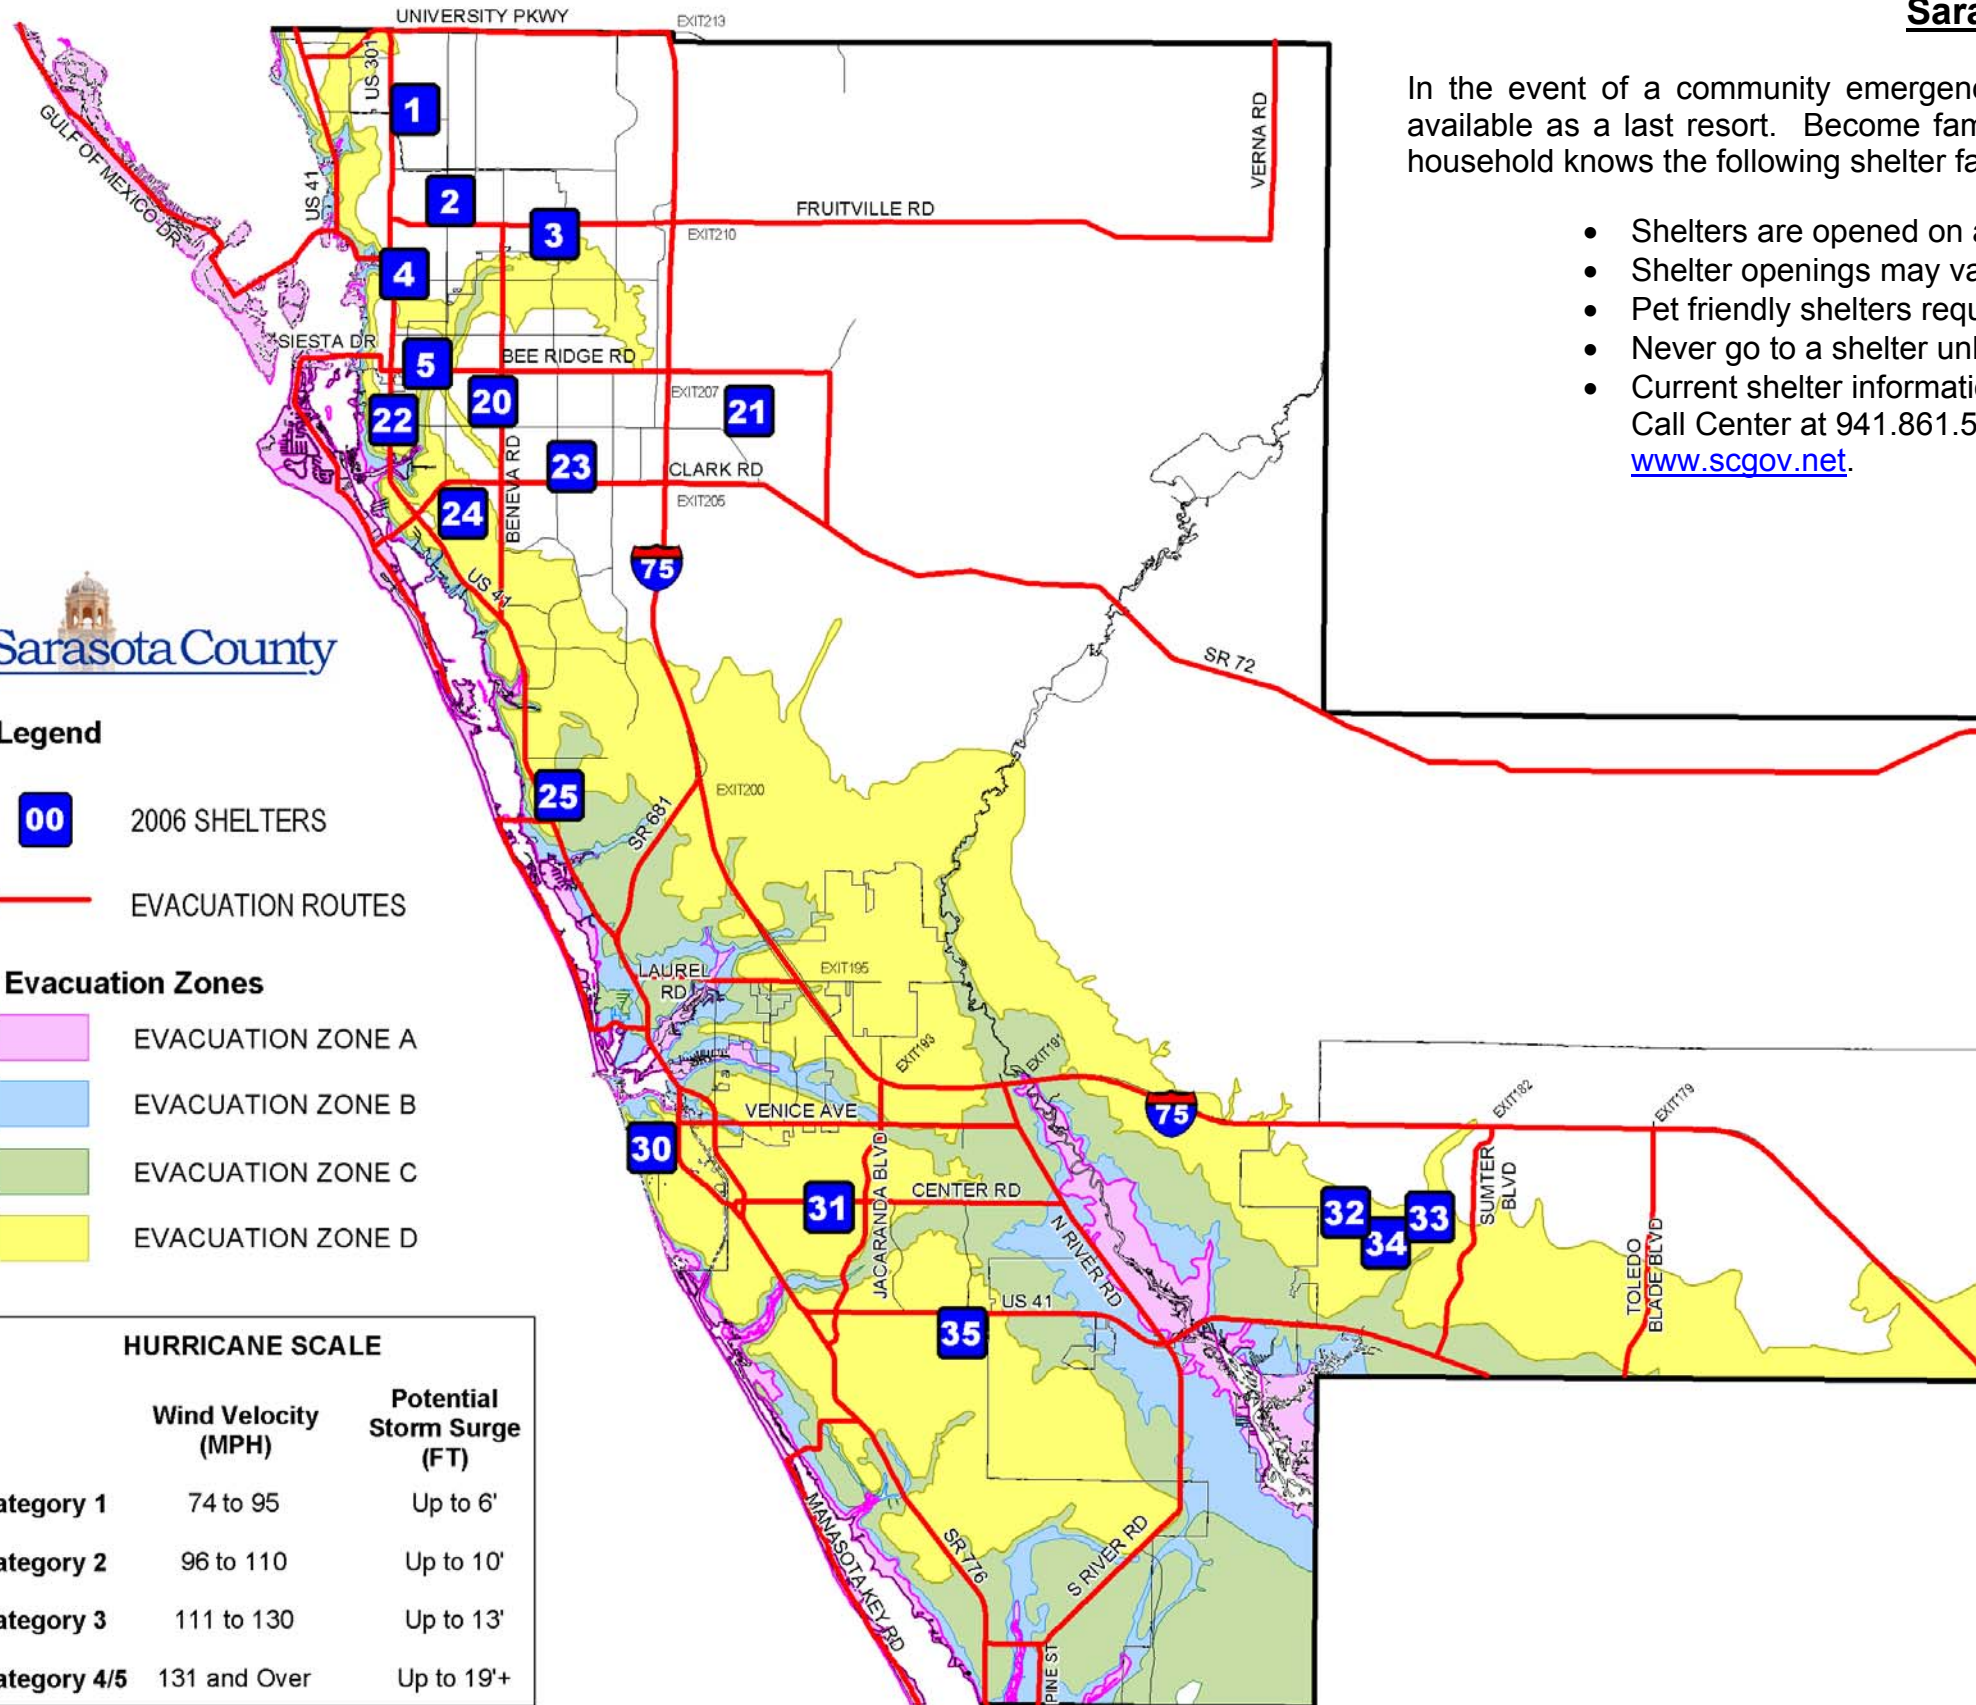 Sara
In the event of a community emergenc
available as a last resort. Become fam
household knows the following shelter fa
• Shelters are opened on a
• Shelter openings may va
• Pet friendly shelters requ
• Never go to a shelter unl
• Current shelter informati
Call Center at 941.861.5
www.scgov.net.
UNIVERSITY PKWY
EXIT213
US 301
1
GULF OF MEXICO DR
US 41
VERNA RD
2
3
FRUITVILLE RD
EXIT210
4
SIESTA DR
5
BEE RIDGE RD
20
EXIT207
21
22
BENEVA RD
23
CLARK RD
EXIT205
24
75
US 41
SR 72
Sarasota County
Legend
00 2006 SHELTERS
EVACUATION ROUTES
25
SR 681
EXIT200
Evacuation Zones
EVACUATION ZONE A
EVACUATION ZONE B
EVACUATION ZONE C
EVACUATION ZONE D
LAUREL
RD
EXIT195
EXIT193
EXIT191
75
EXIT182
EXIT179
VENICE AVE
30
31
JACARANDA BLVD
CENTER RD
N RIVER RD
32
33
34
SUMTER
BLVD
TOLEDO
BLADE BLVD
US 41
35
MANASOTA KEY RD
SR 776
S RIVER RD
PINE ST
HURRICANE SCALE
Wind Velocity
(MPH)
Potential
Storm Surge
(FT)
ategory 1 74 to 95 Up to 6'
ategory 2 96 to 110 Up to 10'
ategory 3 111 to 130 Up to 13'
ategory 4/5 131 and Over Up to 19'+